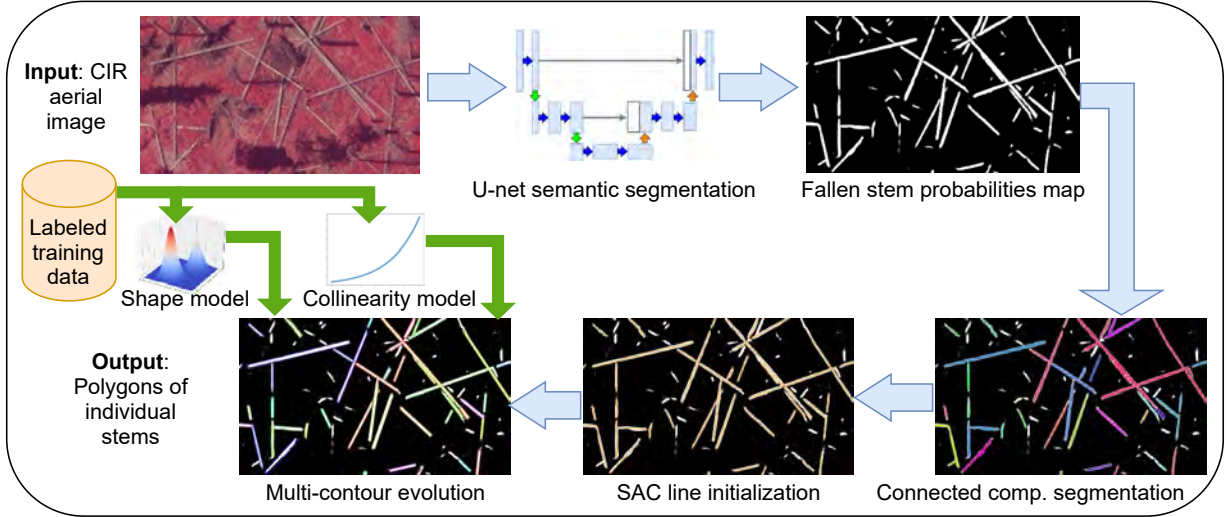 Input: CIR
aerial
image
U-net semantic segmentation
Fallen stem probabilities map
Labeled
training
data
Shape model
Collinearity model
Output:
Polygons of
individual
stems
Multi-contour evolution
SAC line initialization
Connected comp. segmentation